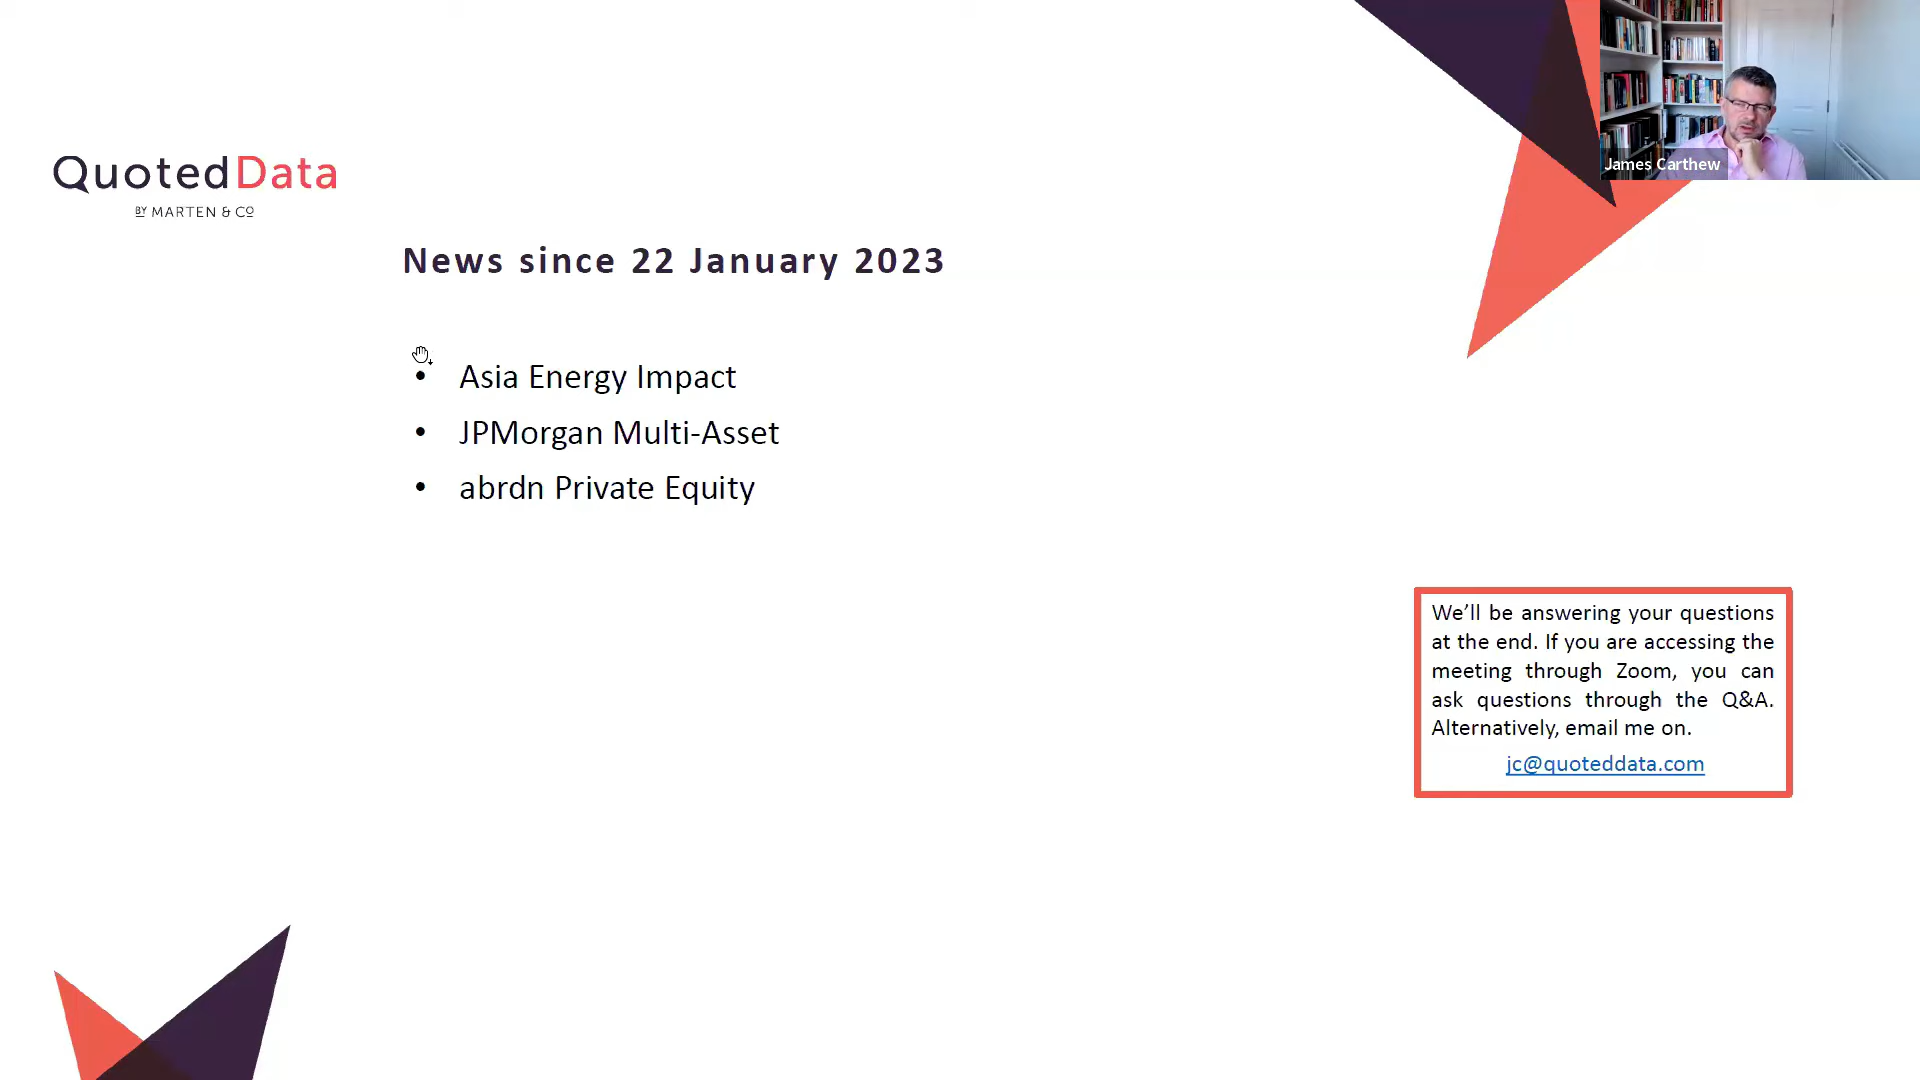 James Carthew
QuotedData
BY MARTEN & CO
News since 22 January 2023
• Asia Energy Impact
• JPMorgan Multi-Asset
• abrdn Private Equity
We’ll be answering your questions
at the end. If you are accessing the
meeting through Zoom, you can
ask questions through the Q&A.
Alternatively, email me on.
jc@quoteddata.com